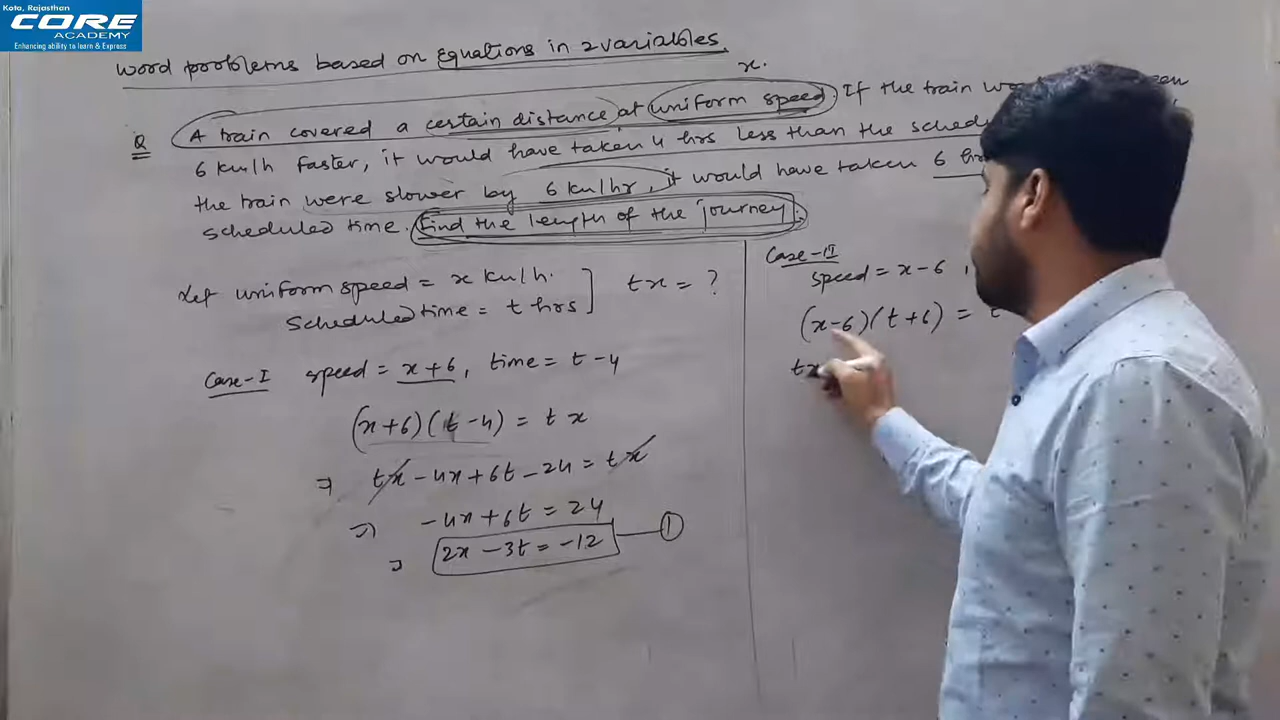 Kota, Rajasthan
CORE
ACADEMY
Enhancing ability to learn & Express
Word problems based on Equations in 2 variables.
x.
Q A train covered a certain distance at uniform speed If the train
6 km/h faster, it would have taken 4 hrs less than the
the train were slower by 6 km/hr, it would have taken 6
scheduled time. Find the length of the journey.
Let uniform speed = x km/h.
Scheduled time = t hrs
tx = ?
Case-I speed = x+6, time = t-4
(x+6)(t-4) = tx
⇒ tx - 4x + 6t - 24 = tx
⇒ -4x + 6t = 24
⇒ 2x - 3t = -12 ①
Case-II
speed = x-6,
(x-6)(t+6) = t
tx